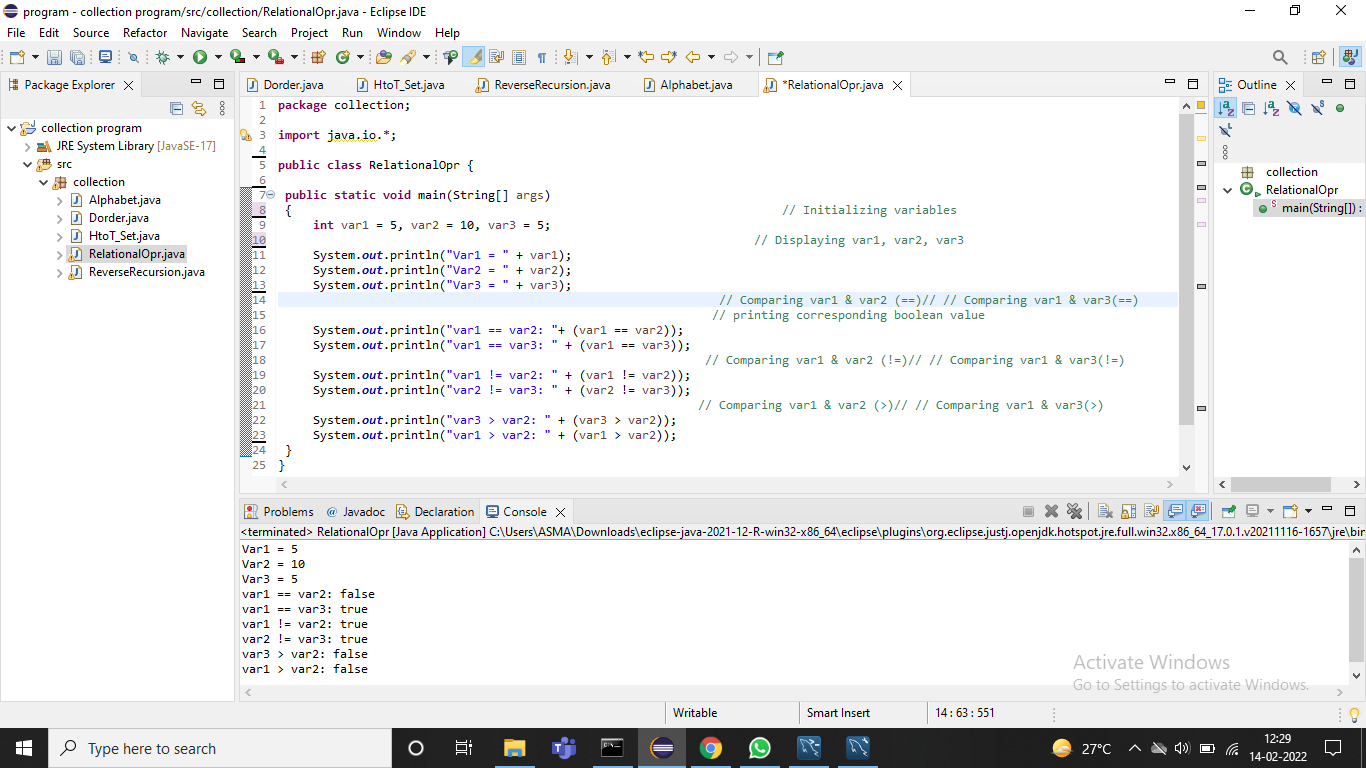 program - collection program/src/collection/RelationalOpr.java - Eclipse IDE
File Edit Source Refactor Navigate Search Project Run Window Help
Package Explorer
collection program
JRE System Library [JavaSE-17]
src
collection
Alphabet.java
Dorder.java
HtoT_Set.java
RelationalOpr.java
ReverseRecursion.java
Dorder.java HtoT_Set.java ReverseRecursion.java Alphabet.java *RelationalOpr.java
1 package collection;
2
3 import java.io.*;
4
5 public class RelationalOpr {
6
7 public static void main(String[] args)
8 { // Initializing variables
9 int var1 = 5, var2 = 10, var3 = 5;
10 // Displaying var1, var2, var3
11 System.out.println("Var1 = " + var1);
12 System.out.println("Var2 = " + var2);
13 System.out.println("Var3 = " + var3);
14 // Comparing var1 & var2 (==)// // Comparing var1 & var3(==)
15 // printing corresponding boolean value
16 System.out.println("var1 == var2: "+ (var1 == var2));
17 System.out.println("var1 == var3: " + (var1 == var3));
18 // Comparing var1 & var2 (!=)// // Comparing var1 & var3(!=)
19 System.out.println("var1 != var2: " + (var1 != var2));
20 System.out.println("var2 != var3: " + (var2 != var3));
21 // Comparing var1 & var2 (>)// // Comparing var1 & var3(>)
22 System.out.println("var3 > var2: " + (var3 > var2));
23 System.out.println("var1 > var2: " + (var1 > var2));
24 }
25 }
Outline
collection
RelationalOpr
main(String[]) :
Problems @ Javadoc Declaration Console
<terminated> RelationalOpr [Java Application] C:\Users\ASMA\Downloads\eclipse-java-2021-12-R-win32-x86_64\eclipse\plugins\org.eclipse.justj.openjdk.hotspot.jre.full.win32.x86_64_17.0.1.v20211116-1657\jre\bin
Var1 = 5
Var2 = 10
Var3 = 5
var1 == var2: false
var1 == var3: true
var1 != var2: true
var2 != var3: true
var3 > var2: false
var1 > var2: false
Activate Windows
Go to Settings to activate Windows.
Writable Smart Insert 14 : 63 : 551
Type here to search
27°C
12:29
14-02-2022